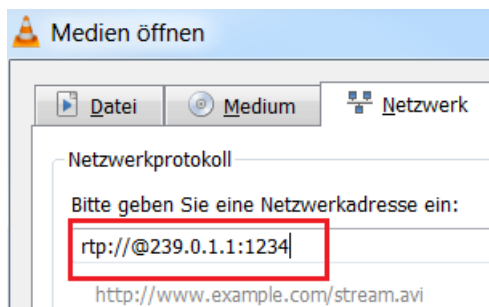 Medien öffnen
Datei
Medium
Netzwerk
Netzwerkprotokoll
Bitte geben Sie eine Netzwerkadresse ein:
rtp://@239.0.1.1:1234
http://www.example.com/stream.avi